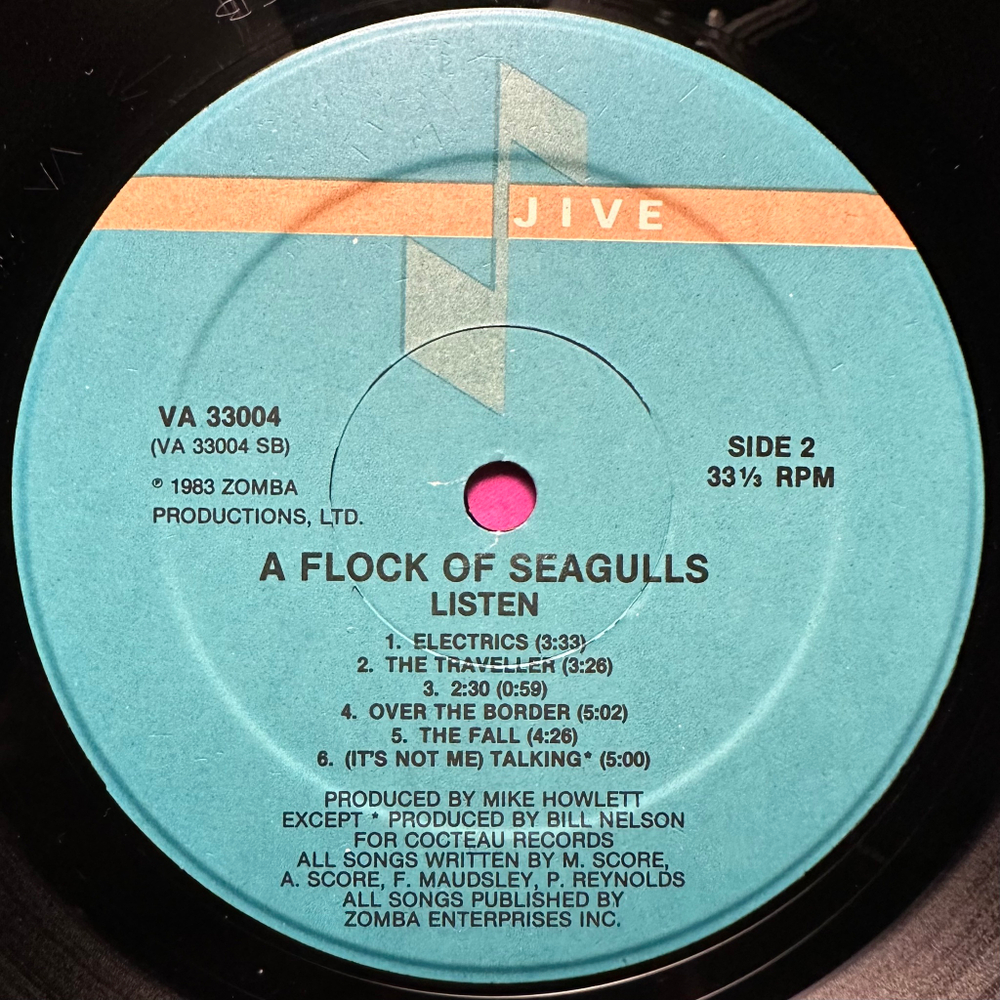 JIVE
VA 33004
(VA 33004 SB)
℗ 1983 ZOMBA
PRODUCTIONS, LTD.
SIDE 2
33⅓ RPM
A FLOCK OF SEAGULLS
LISTEN
1. ELECTRICS (3:33)
2. THE TRAVELLER (3:26)
3. 2:30 (0:59)
4. OVER THE BORDER (5:02)
5. THE FALL (4:26)
6. (IT'S NOT ME) TALKING* (5:00)
PRODUCED BY MIKE HOWLETT
EXCEPT * PRODUCED BY BILL NELSON
FOR COCTEAU RECORDS
ALL SONGS WRITTEN BY M. SCORE,
A. SCORE, F. MAUDSLEY, P. REYNOLDS
ALL SONGS PUBLISHED BY
ZOMBA ENTERPRISES INC.